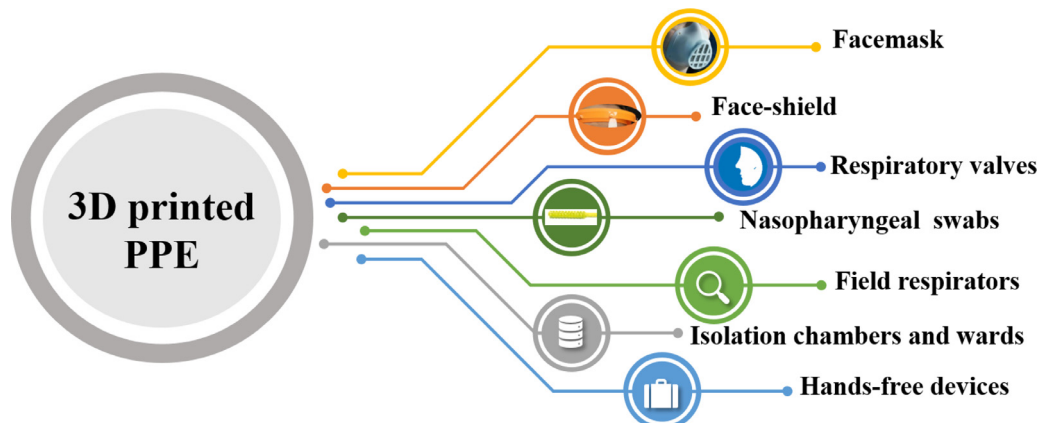 3D printed
PPE
Facemask
Face-shield
Respiratory valves
Nasopharyngeal swabs
Field respirators
Isolation chambers and wards
Hands-free devices